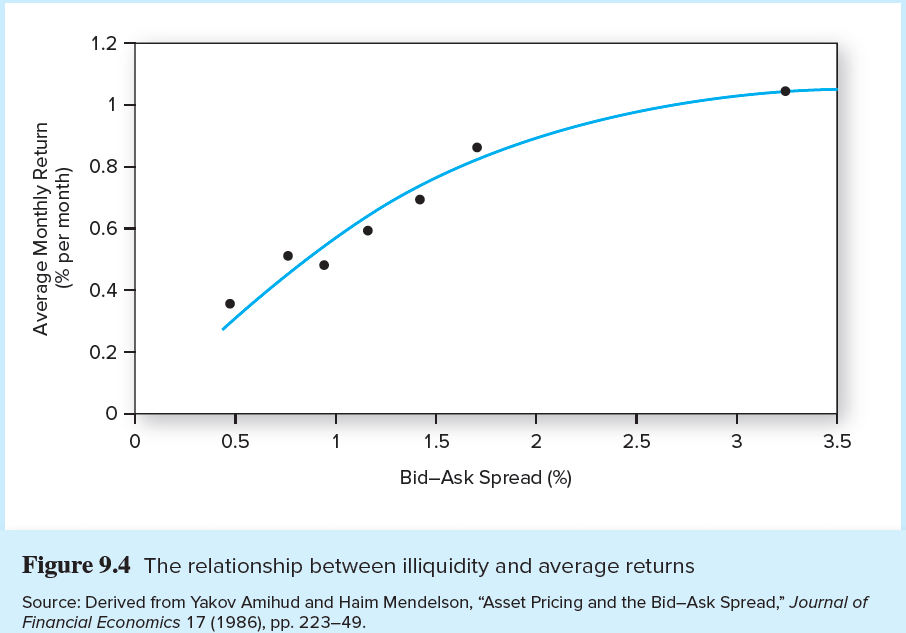 1.2
1
0.8
0.6
0.4
0.2
0
Average Monthly Return
(% per month)
0 0.5 1 1.5 2 2.5 3 3.5
Bid–Ask Spread (%)
Figure 9.4 The relationship between illiquidity and average returns
Source: Derived from Yakov Amihud and Haim Mendelson, “Asset Pricing and the Bid–Ask Spread,” Journal of
Financial Economics 17 (1986), pp. 223–49.